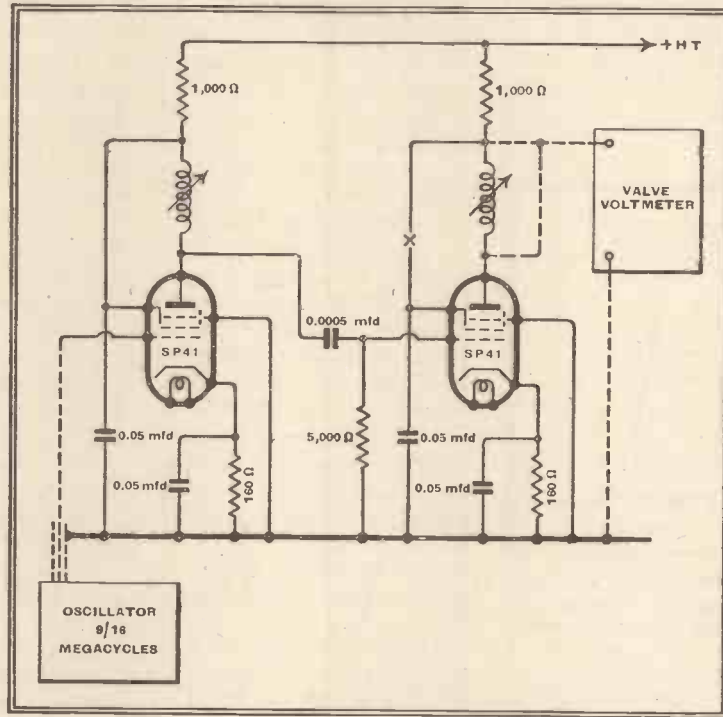 +HT
1,000 Ω
1,000 Ω
VALVE
VOLTMETER
×
0.0005 mfd
SP41
SP41
0.05 mfd
5,000 Ω
0.05 mfd
0.05 mfd
160 Ω
0.05 mfd
160 Ω
OSCILLATOR
9/16
MEGACYCLES